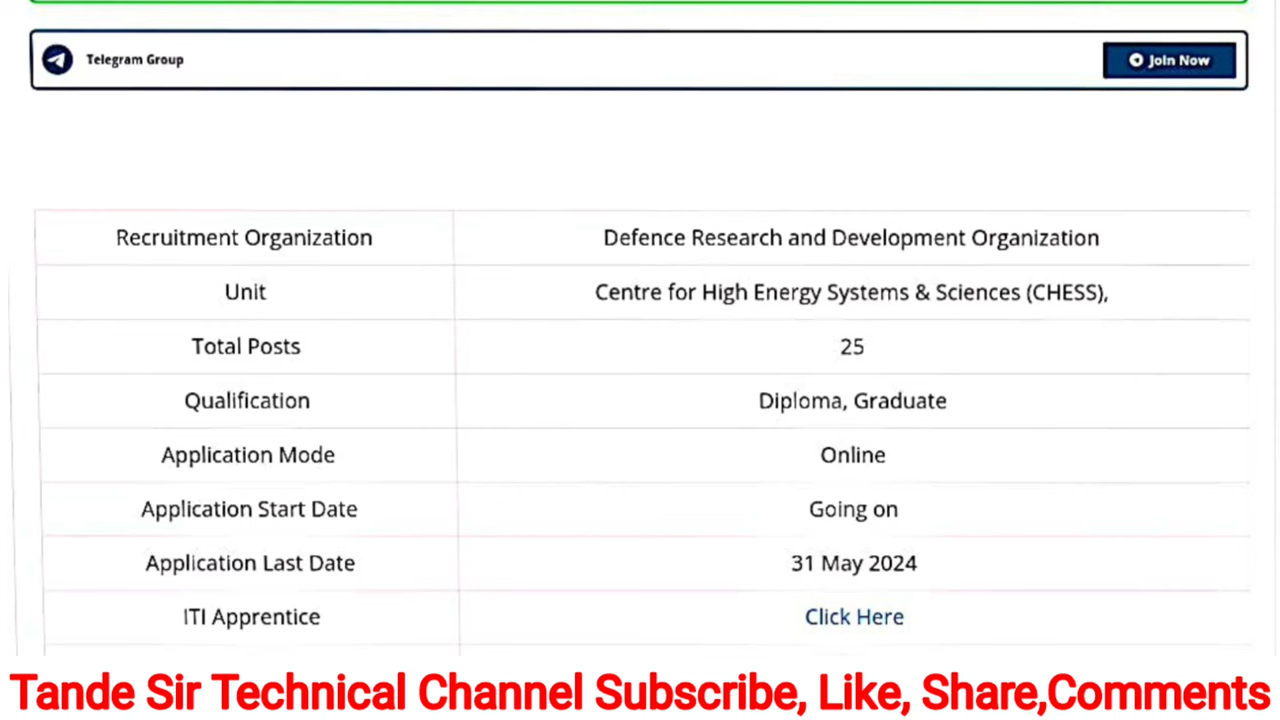 Telegram Group Join Now
Recruitment Organization Defence Research and Development Organization
Unit Centre for High Energy Systems & Sciences (CHESS),
Total Posts 25
Qualification Diploma, Graduate
Application Mode Online
Application Start Date Going on
Application Last Date 31 May 2024
ITI Apprentice Click Here
Tande Sir Technical Channel Subscribe, Like, Share,Comments